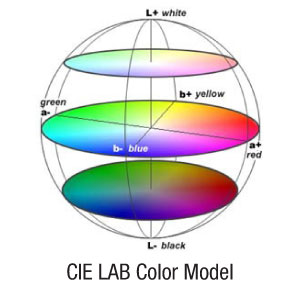 L+ white
b+ yellow
green
a-
a+
red
b- blue
L- black
CIE LAB Color Model